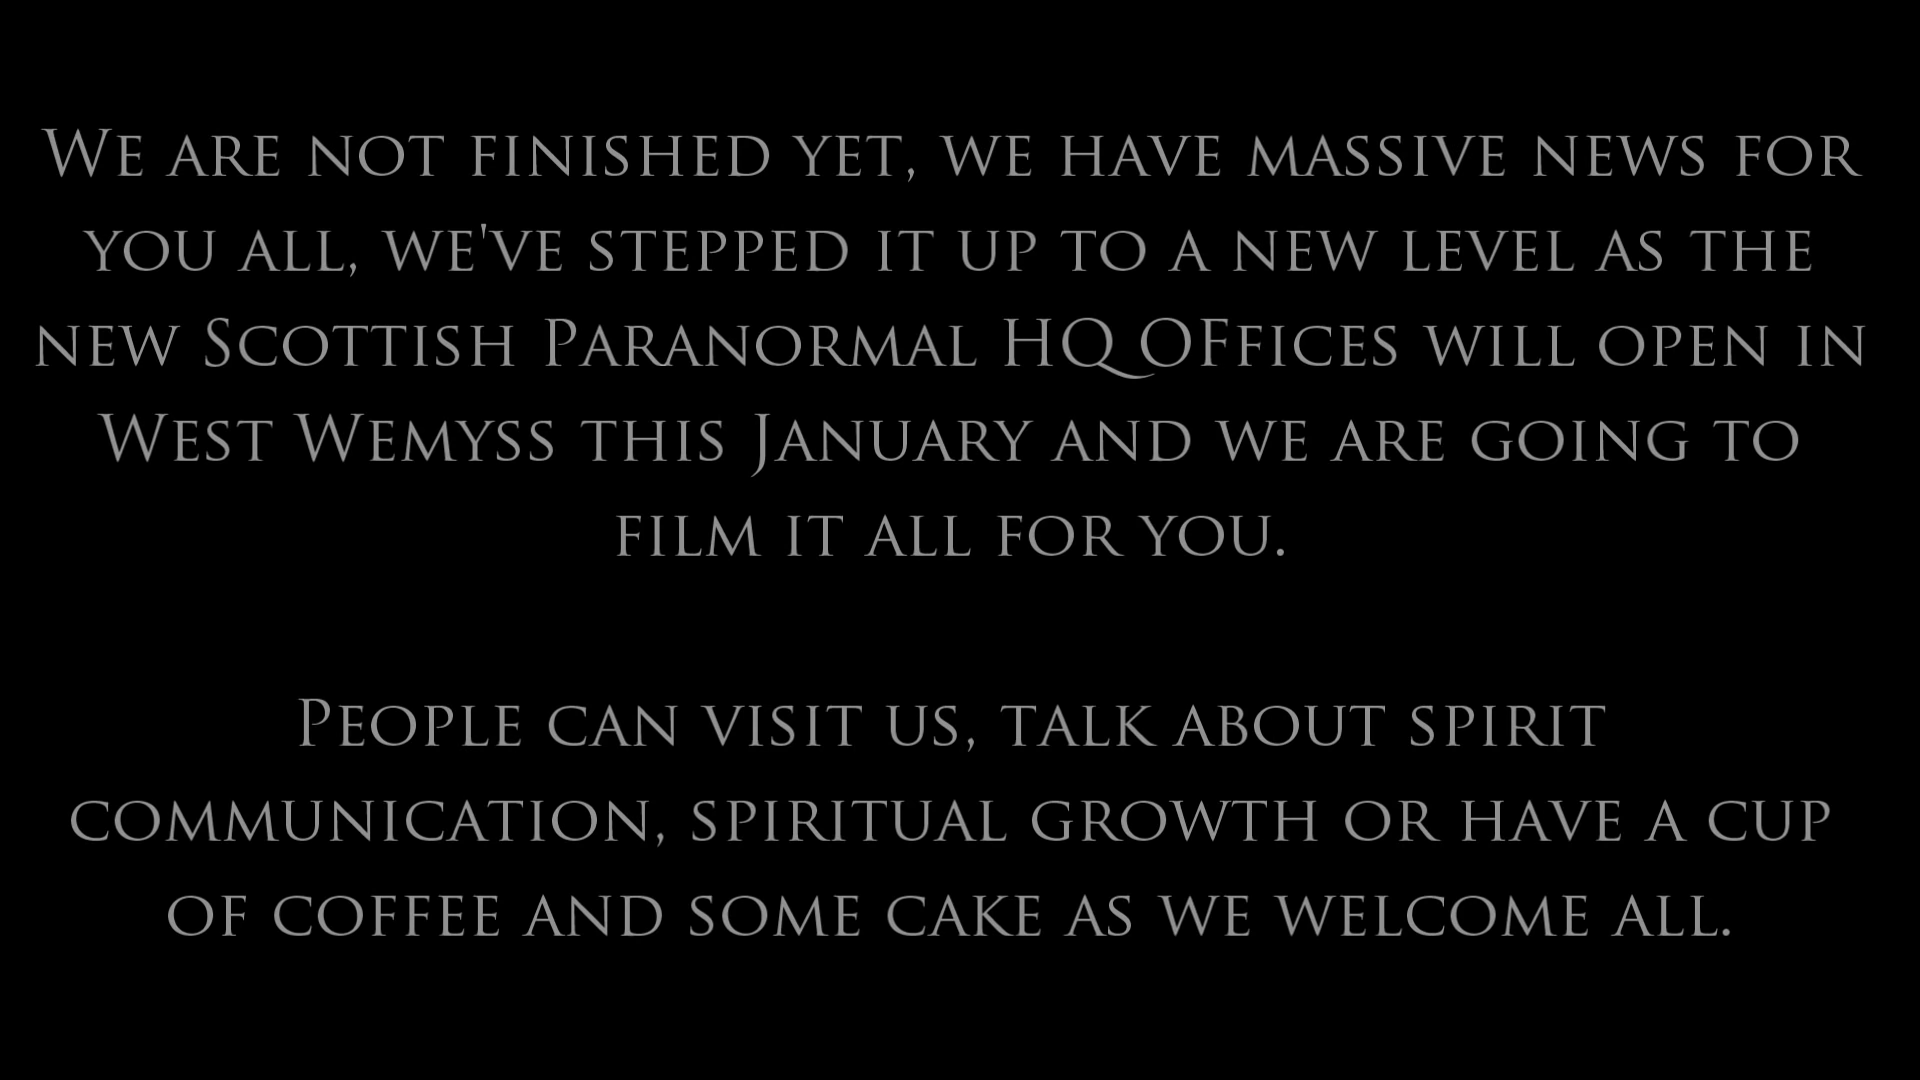 We are not finished yet, we have massive news for
you all, we've stepped it up to a new level as the
new Scottish Paranormal HQ OFfices will open in
West Wemyss this January and we are going to
film it all for you.
People can visit us, talk about spirit
communication, spiritual growth or have a cup
of coffee and some cake as we welcome all.